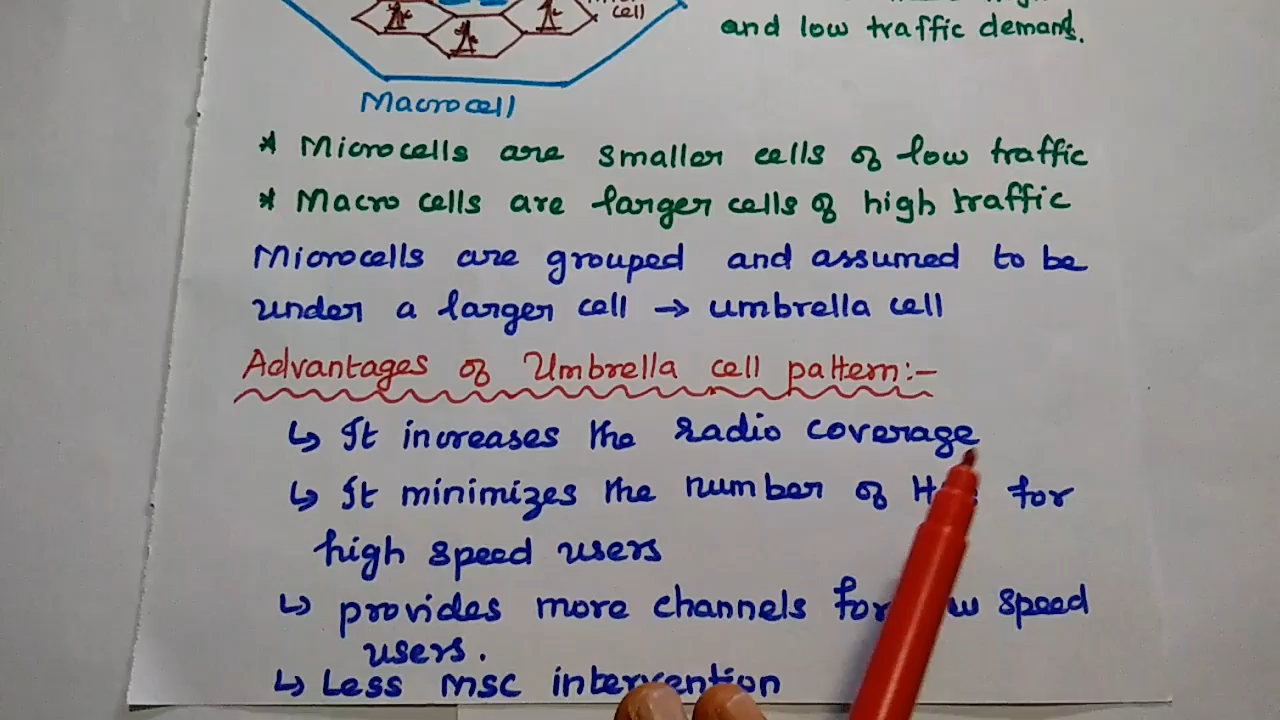 cell
and low traffic demand.
Macrocell
* Microcells are smaller cells of low traffic
* Macro cells are larger cells of high traffic
Microcells are grouped and assumed to be
under a larger cell → umbrella cell
Advantages of Umbrella cell pattern:-
↳ It increases the radio coverage
↳ It minimizes the number of for
high speed users
↳ provides more channels for speed
users.
↳ Less MSC intervention